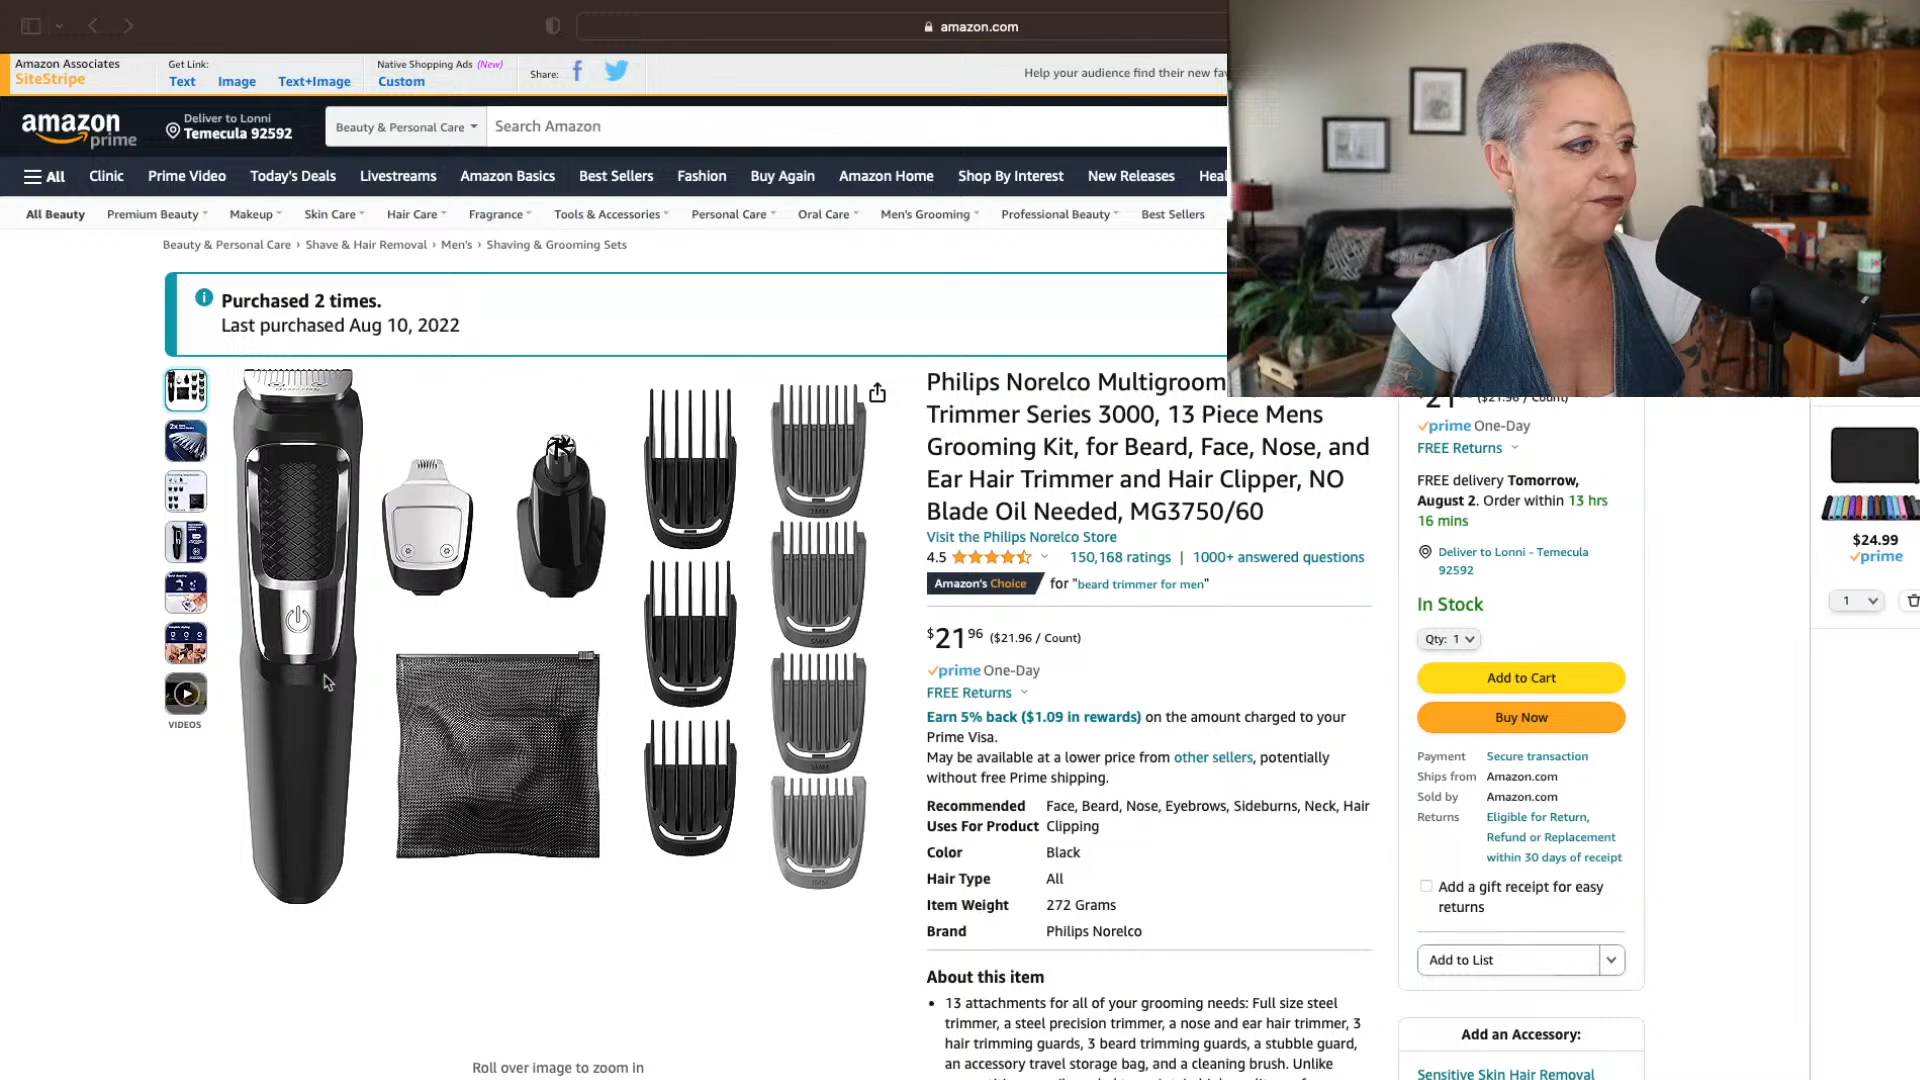 amazon.com
Amazon Associates
SiteStripe
Get Link:
Text Image Text+Image
Native Shopping Ads (New)
Custom
Share:
Help your audience find their new fav
amazon
prime
Deliver to Lonni
Temecula 92592
Beauty & Personal Care
Search Amazon
All Clinic Prime Video Today's Deals Livestreams Amazon Basics Best Sellers Fashion Buy Again Amazon Home Shop By Interest New Releases Heal
All Beauty Premium Beauty Makeup Skin Care Hair Care Fragrance Tools & Accessories Personal Care Oral Care Men's Grooming Professional Beauty Best Sellers
Beauty & Personal Care › Shave & Hair Removal › Men's › Shaving & Grooming Sets
Purchased 2 times.
Last purchased Aug 10, 2022
VIDEOS
Roll over image to zoom in
Philips Norelco Multigroom
Trimmer Series 3000, 13 Piece Mens
Grooming Kit, for Beard, Face, Nose, and
Ear Hair Trimmer and Hair Clipper, NO
Blade Oil Needed, MG3750/60
Visit the Philips Norelco Store
4.5 150,168 ratings | 1000+ answered questions
Amazon's Choice for "beard trimmer for men"
$21 96 ($21.96 / Count)
prime One-Day
FREE Returns
Earn 5% back ($1.09 in rewards) on the amount charged to your
Prime Visa.
May be available at a lower price from other sellers, potentially
without free Prime shipping.
Recommended Face, Beard, Nose, Eyebrows, Sideburns, Neck, Hair
Uses For Product Clipping
Color Black
Hair Type All
Item Weight 272 Grams
Brand Philips Norelco
About this item
• 13 attachments for all of your grooming needs: Full size steel
trimmer, a steel precision trimmer, a nose and ear hair trimmer, 3
hair trimming guards, 3 beard trimming guards, a stubble guard,
an accessory travel storage bag, and a cleaning brush. Unlike
21 ($21.96 / Count)
prime One-Day
FREE Returns
FREE delivery Tomorrow,
August 2. Order within 13 hrs
16 mins
Deliver to Lonni - Temecula
92592
In Stock
Qty: 1
Add to Cart
Buy Now
Payment Secure transaction
Ships from Amazon.com
Sold by Amazon.com
Returns Eligible for Return,
Refund or Replacement
within 30 days of receipt
Add a gift receipt for easy
returns
Add to List
Add an Accessory:
Sensitive Skin Hair Removal
$24.99
prime
1